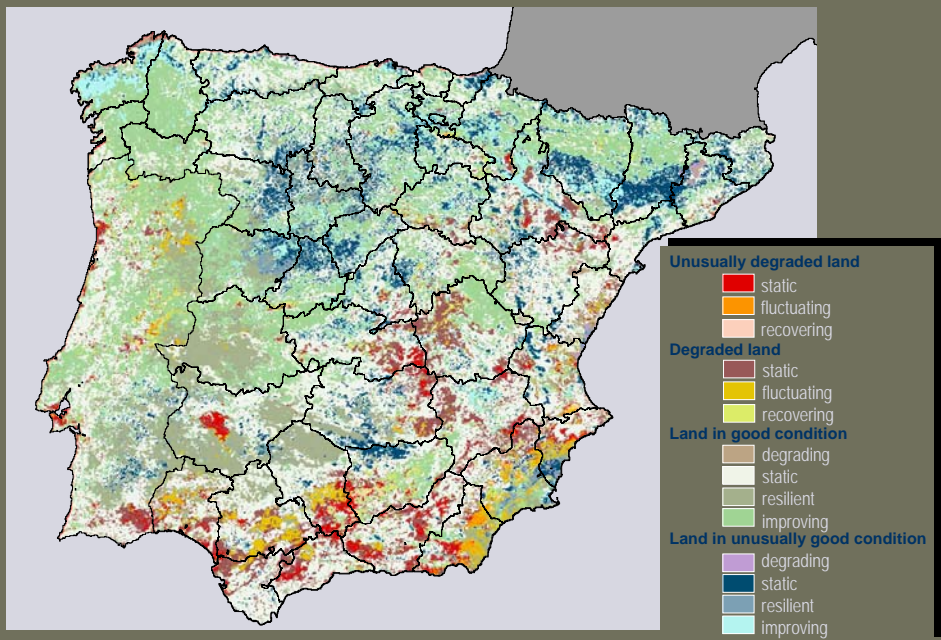 Unusually degraded land
static
fluctuating
recovering
Degraded land
static
fluctuating
recovering
Land in good condition
degrading
static
resilient
improving
Land in unusually good condition
degrading
static
resilient
improving